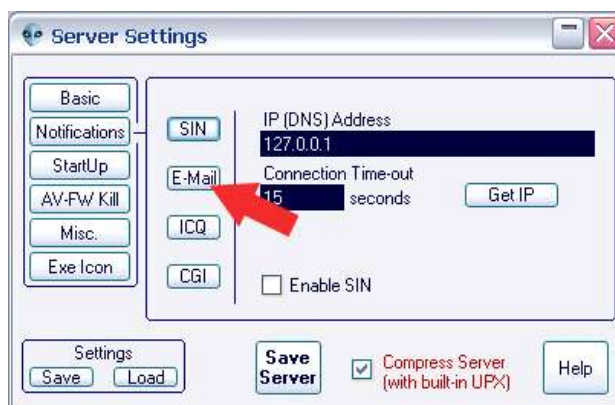 Server Settings
Basic
Notifications
StartUp
AV-FW Kill
Misc.
Exe Icon
SIN
E-Mail
ICQ
CGI
IP (DNS) Address
127.0.0.1
Connection Time-out
15 seconds
Get IP
Enable SIN
Settings
Save Load
Save
Server
Compress Server
(with built-in UPX)
Help